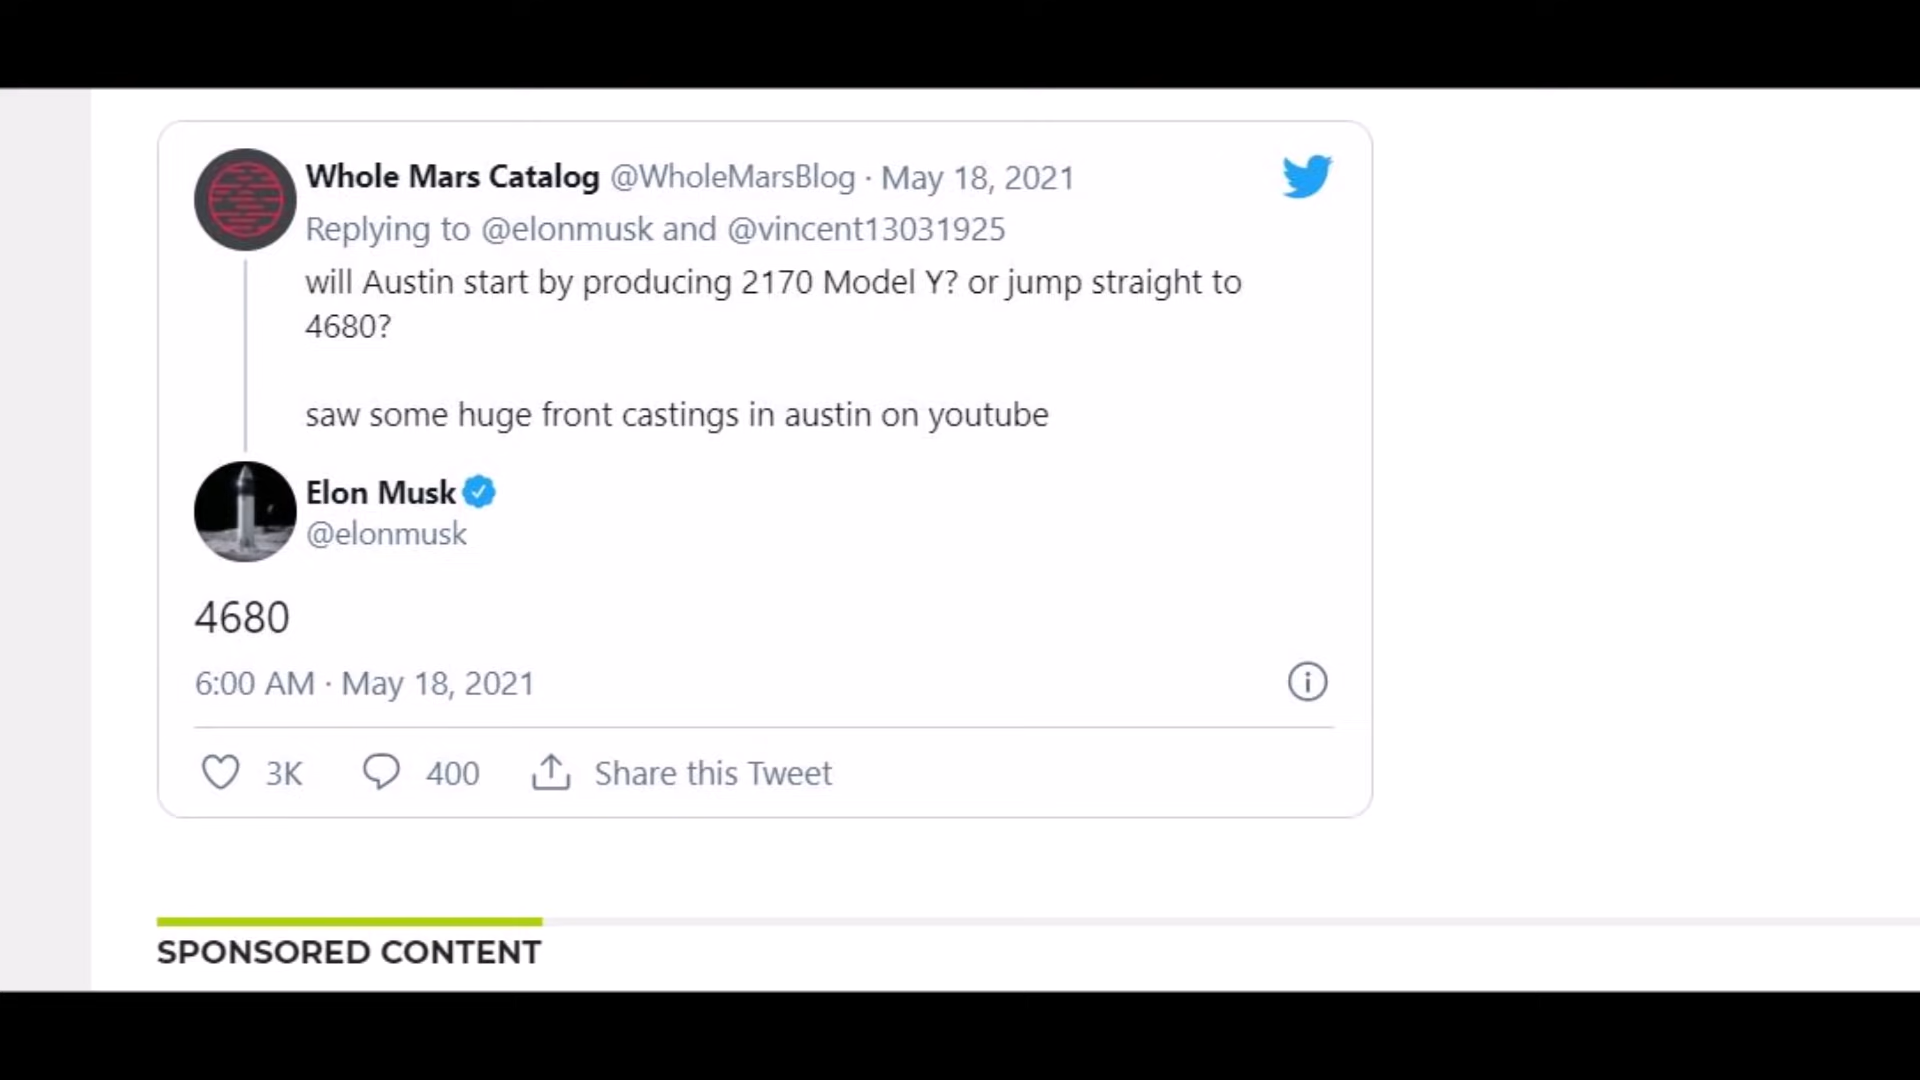 Whole Mars Catalog @WholeMarsBlog · May 18, 2021
Replying to @elonmusk and @vincent13031925
will Austin start by producing 2170 Model Y? or jump straight to
4680?
saw some huge front castings in austin on youtube
Elon Musk
@elonmusk
4680
6:00 AM · May 18, 2021
3K 400 Share this Tweet
SPONSORED CONTENT